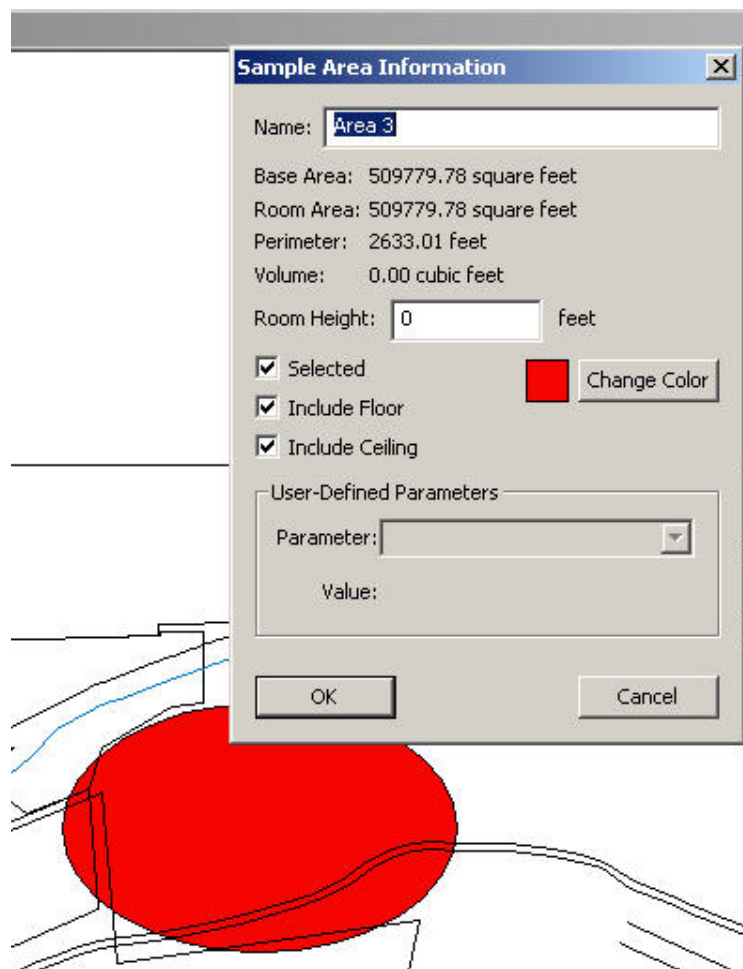 Sample Area Information
Name: Area 3
Base Area: 509779.78 square feet
Room Area: 509779.78 square feet
Perimeter: 2633.01 feet
Volume: 0.00 cubic feet
Room Height: 0 feet
Selected
Change Color
Include Floor
Include Ceiling
User-Defined Parameters
Parameter:
Value:
OK Cancel